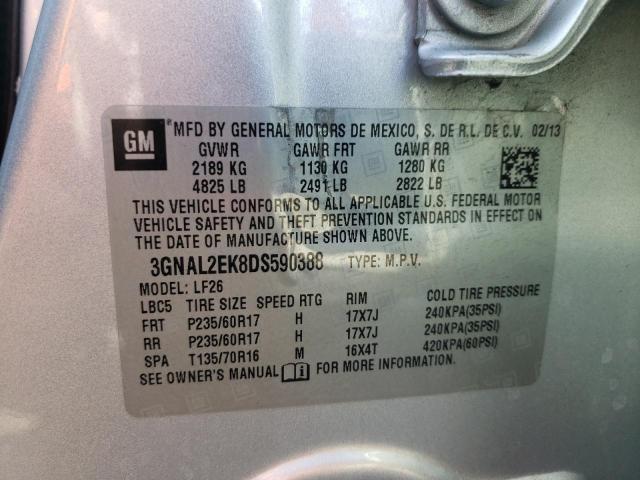 GM ® MFD BY GENERAL MOTORS DE MEXICO, S. DE R.L. DE C.V. 02/13
GVWR GAWR FRT GAWR RR
2189 KG 1130 KG 1280 KG
4825 LB 2491 LB 2822 LB
THIS VEHICLE CONFORMS TO ALL APPLICABLE U.S. FEDERAL MOTOR
VEHICLE SAFETY AND THEFT PREVENTION STANDARDS IN EFFECT ON
THE DATE OF MANUFACTURE SHOWN ABOVE.
3GNAL2EK8DS590388 TYPE: M.P.V.
MODEL: LF26
LBC5 TIRE SIZE SPEED RTG RIM COLD TIRE PRESSURE
FRT P235/60R17 H 17X7J 240KPA(35PSI)
RR P235/60R17 H 17X7J 240KPA(35PSI)
SPA T135/70R16 M 16X4T 420KPA(60PSI)
SEE OWNER'S MANUAL FOR MORE INFORMATION.